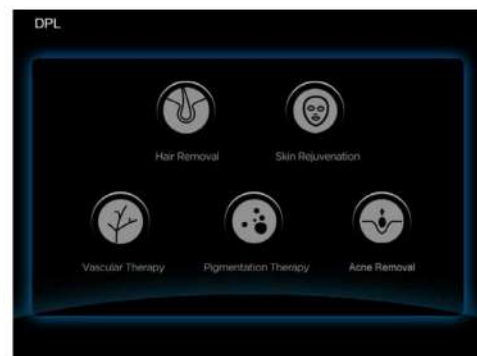 DPL
Hair Removal
Skin Rejuvenation
Vascular Therapy
Pigmentation Therapy
Acne Removal